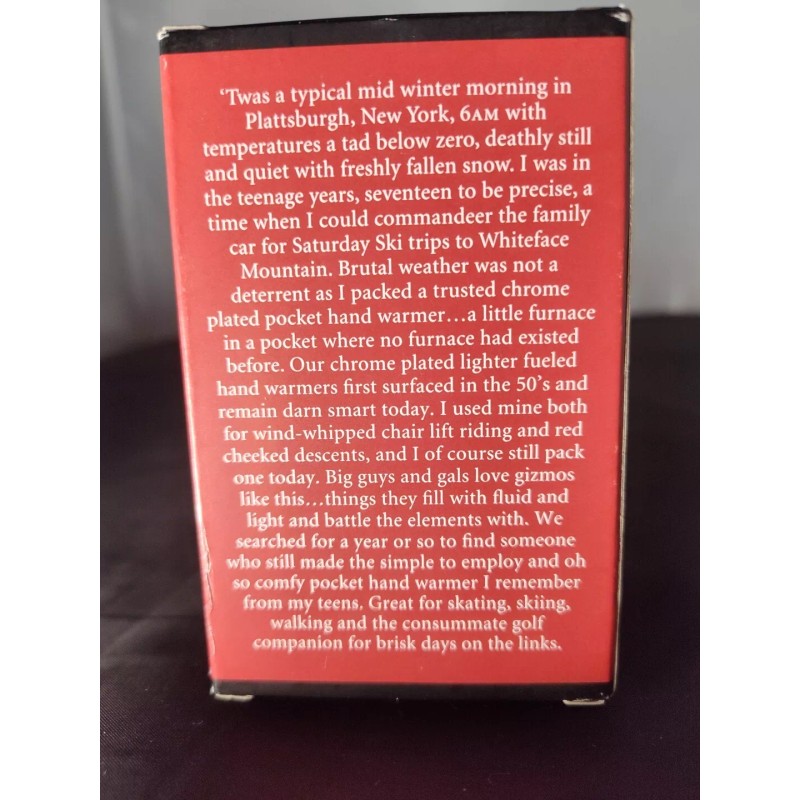 ‘Twas a typical mid winter morning in
Plattsburgh, New York, 6AM with
temperatures a tad below zero, deathly still
and quiet with freshly fallen snow. I was in
the teenage years, seventeen to be precise, a
time when I could commandeer the family
car for Saturday Ski trips to Whiteface
Mountain. Brutal weather was not a
deterrent as I packed a trusted chrome
plated pocket hand warmer…a little furnace
in a pocket where no furnace had existed
before. Our chrome plated lighter fueled
hand warmers first surfaced in the 50’s and
remain darn smart today. I used mine both
for wind-whipped chair lift riding and red
cheeked descents, and I of course still pack
one today. Big guys and gals love gizmos
like this…things they fill with fluid and
light and battle the elements with. We
searched for a year or so to find someone
who still made the simple to employ and oh
so comfy pocket hand warmer I remember
from my teens. Great for skating, skiing,
walking and the consummate golf
companion for brisk days on the links.